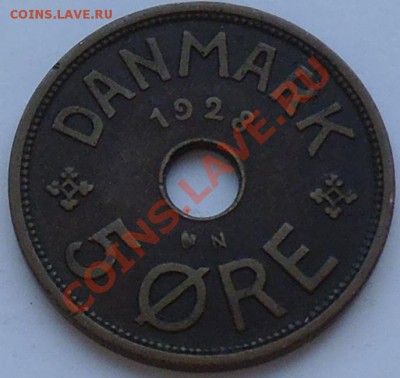 COINS.LAVE.RU
DANMARK
1928
COINS.LAVE.RU
N
5
ØRE